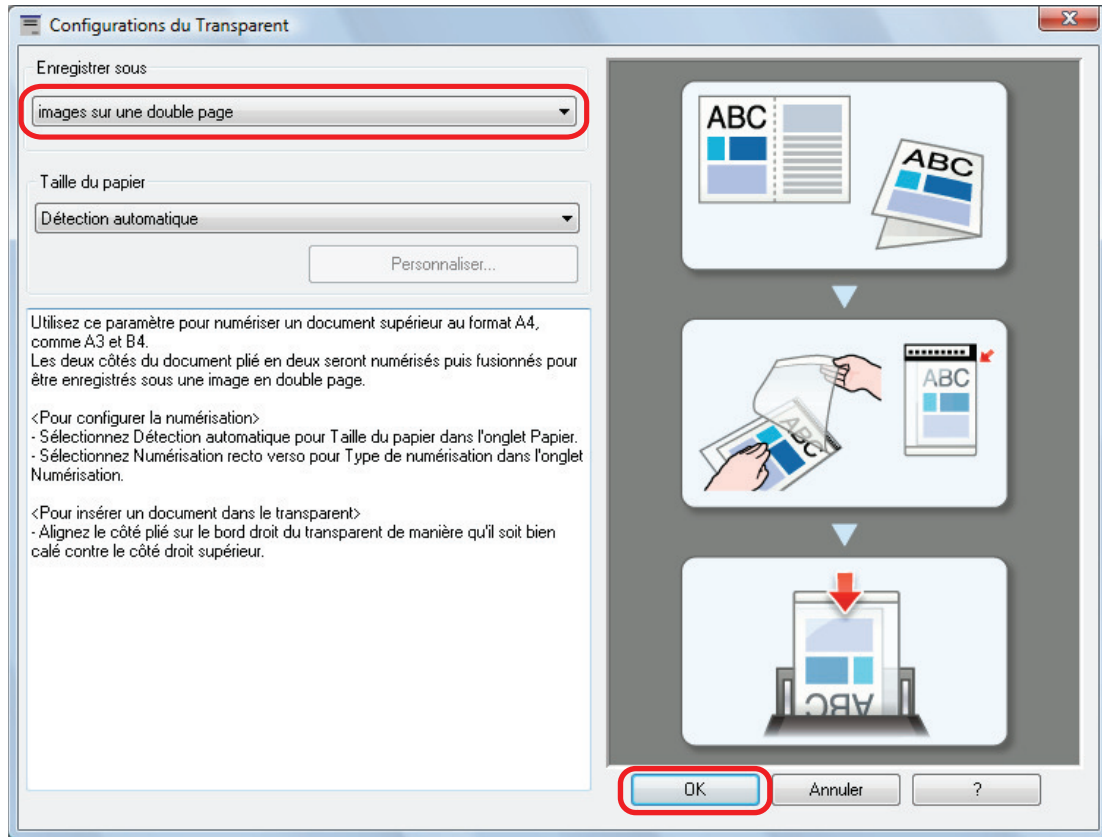 Configurations du Transparent
X
Enregistrer sous
images sur une double page
Taille du papier
Détection automatique
Personnaliser...
Utilisez ce paramètre pour numériser un document supérieur au format A4,
comme A3 et B4.
Les deux côtés du document plié en deux seront numérisés puis fusionnés pour
être enregistrés sous une image en double page.
<Pour configurer la numérisation>
- Sélectionnez Détection automatique pour Taille du papier dans l'onglet Papier.
- Sélectionnez Numérisation recto verso pour Type de numérisation dans l'onglet
Numérisation.
<Pour insérer un document dans le transparent>
- Alignez le côté plié sur le bord droit du transparent de manière qu'il soit bien
calé contre le côté droit supérieur.
ABC
ABC
ABC
ABC
ABC
OK
Annuler
?